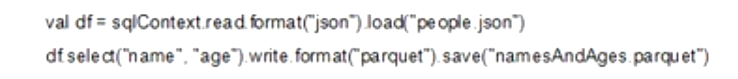 val df = sqlContext.read.format("json").load("people.json")
df.select("name", "age").write.format("parquet").save("namesAndAges.parquet")